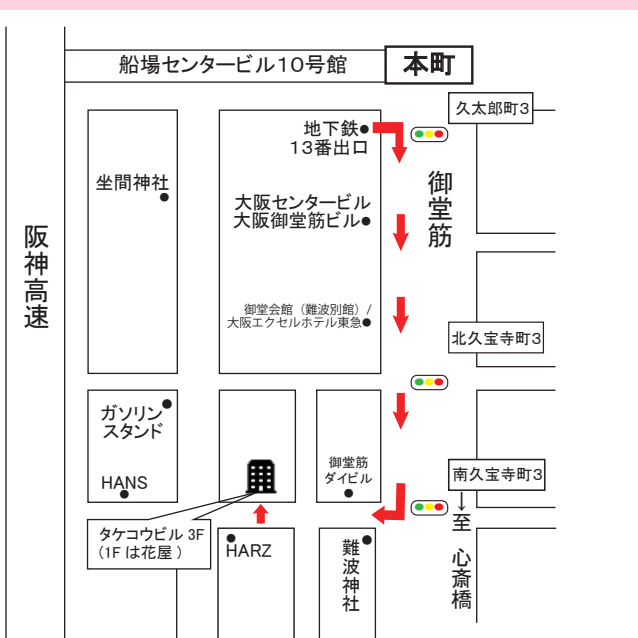 船場センタービル10号館
本町
久太郎町3
地下鉄
13番出口
坐間神社
御堂筋
大阪センタービル
大阪御堂筋ビル
阪神高速
御堂会館（難波別館）/
大阪エクセルホテル東急
北久宝寺町3
ガソリン
スタンド
御堂筋
ダイビル
南久宝寺町3
HANS
↓至 心斎橋
タケコウビル 3F
(1F は花屋 )
HARZ
難波神社